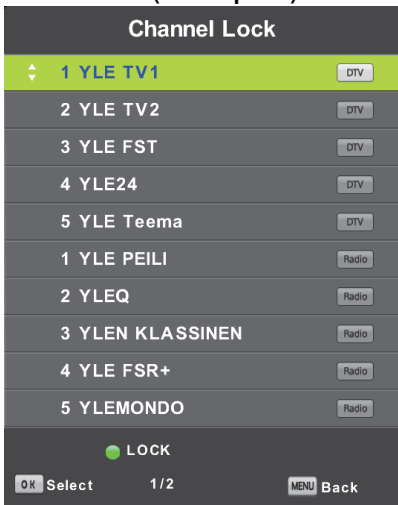 Channel Lock
1 YLE TV1 DTV
2 YLE TV2 DTV
3 YLE FST DTV
4 YLE24 DTV
5 YLE Teema DTV
1 YLE PEILI Radio
2 YLEQ Radio
3 YLEN KLASSINEN Radio
4 YLE FSR+ Radio
5 YLEMONDO Radio
LOCK
OK Select 1/2 MENU Back